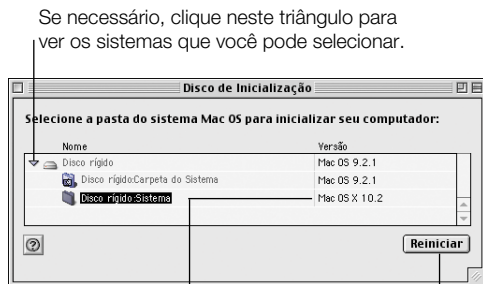 Se necessário, clique neste triângulo para
ver os sistemas que você pode selecionar.
Disco de Inicialização
Selecione a pasta do sistema Mac OS para inicializar seu computador:
Nome Versão
Disco rígido Mac OS 9.2.1
Disco rígido:Carpeta do Sistema Mac OS 9.2.1
Disco rígido:Sistema Mac OS X 10.2
? Reiniciar